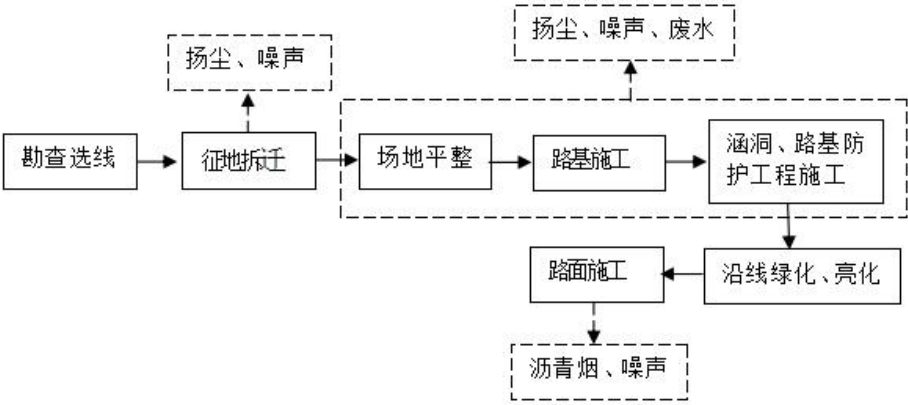 扬尘、噪声
扬尘、噪声、废水
勘查选线
征地拆迁
场地平整
路基施工
涵洞、路基防
护工程施工
路面施工
沿线绿化、亮化
沥青烟、噪声